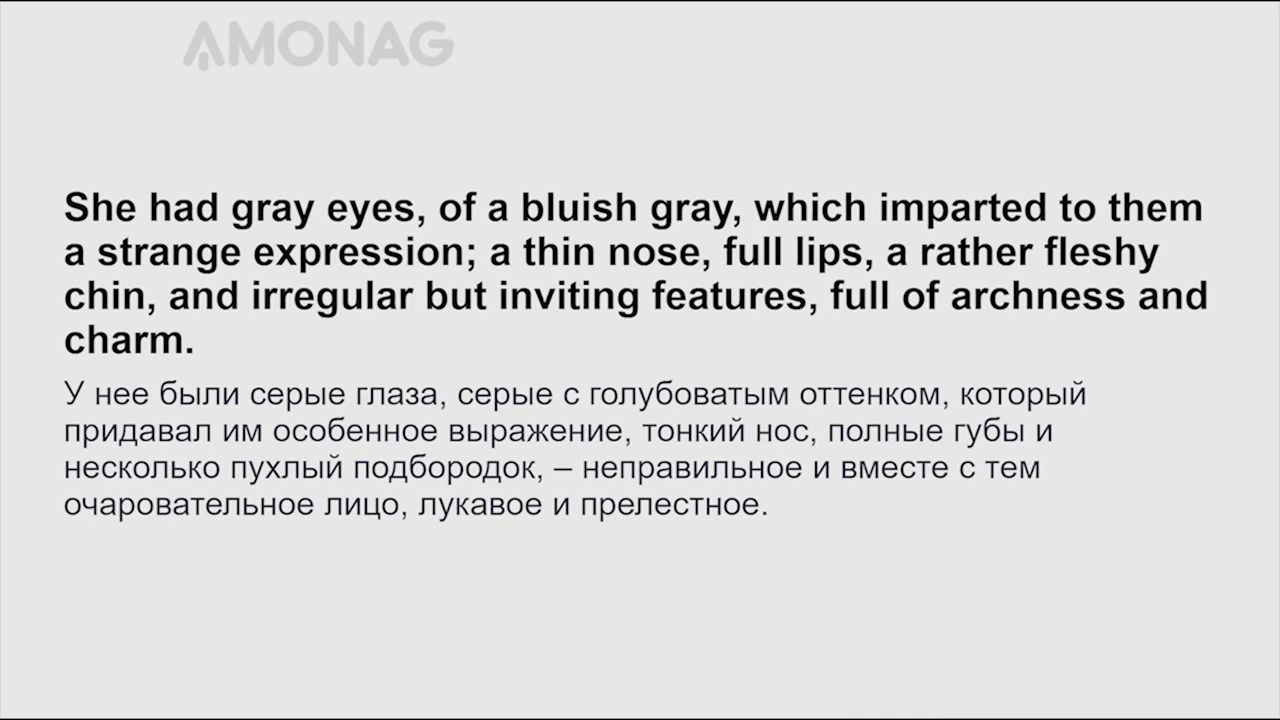 AMONAG
She had gray eyes, of a bluish gray, which imparted to them
a strange expression; a thin nose, full lips, a rather fleshy
chin, and irregular but inviting features, full of archness and
charm.
У нее были серые глаза, серые с голубоватым оттенком, который
придавал им особенное выражение, тонкий нос, полные губы и
несколько пухлый подбородок, – неправильное и вместе с тем
очаровательное лицо, лукавое и прелестное.